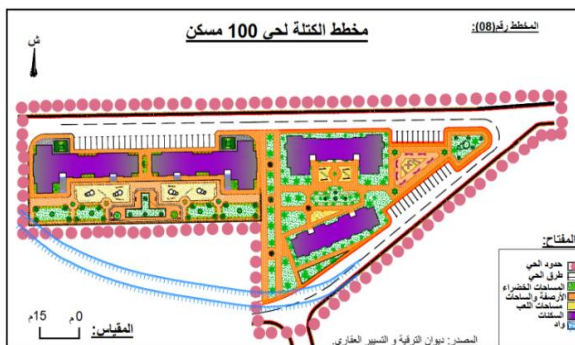 المخطط رقم(08):
مخطط الكتلة لحي 100 مسكن
ش
المفتاح:
حدود الحي
طرق الحي
المساحات الخضراء
الأرصفة والساحات
مساحات اللعب
السكنات
واد
المقياس:
0م 15م
المصدر: ديوان الترقية و التسيير العقاري.